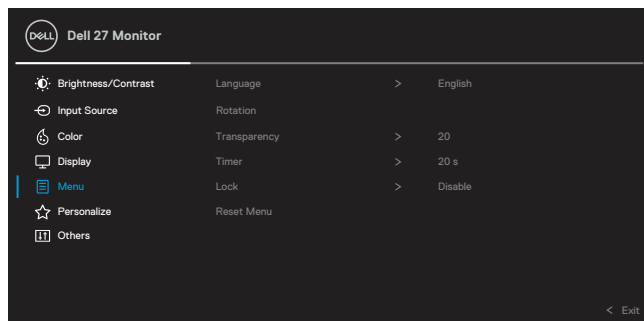 DELL Dell 27 Monitor
Brightness/Contrast Language > English
Input Source Rotation
Color Transparency > 20
Display Timer > 20 s
Menu Lock > Disable
Personalize Reset Menu
Others
< Exit